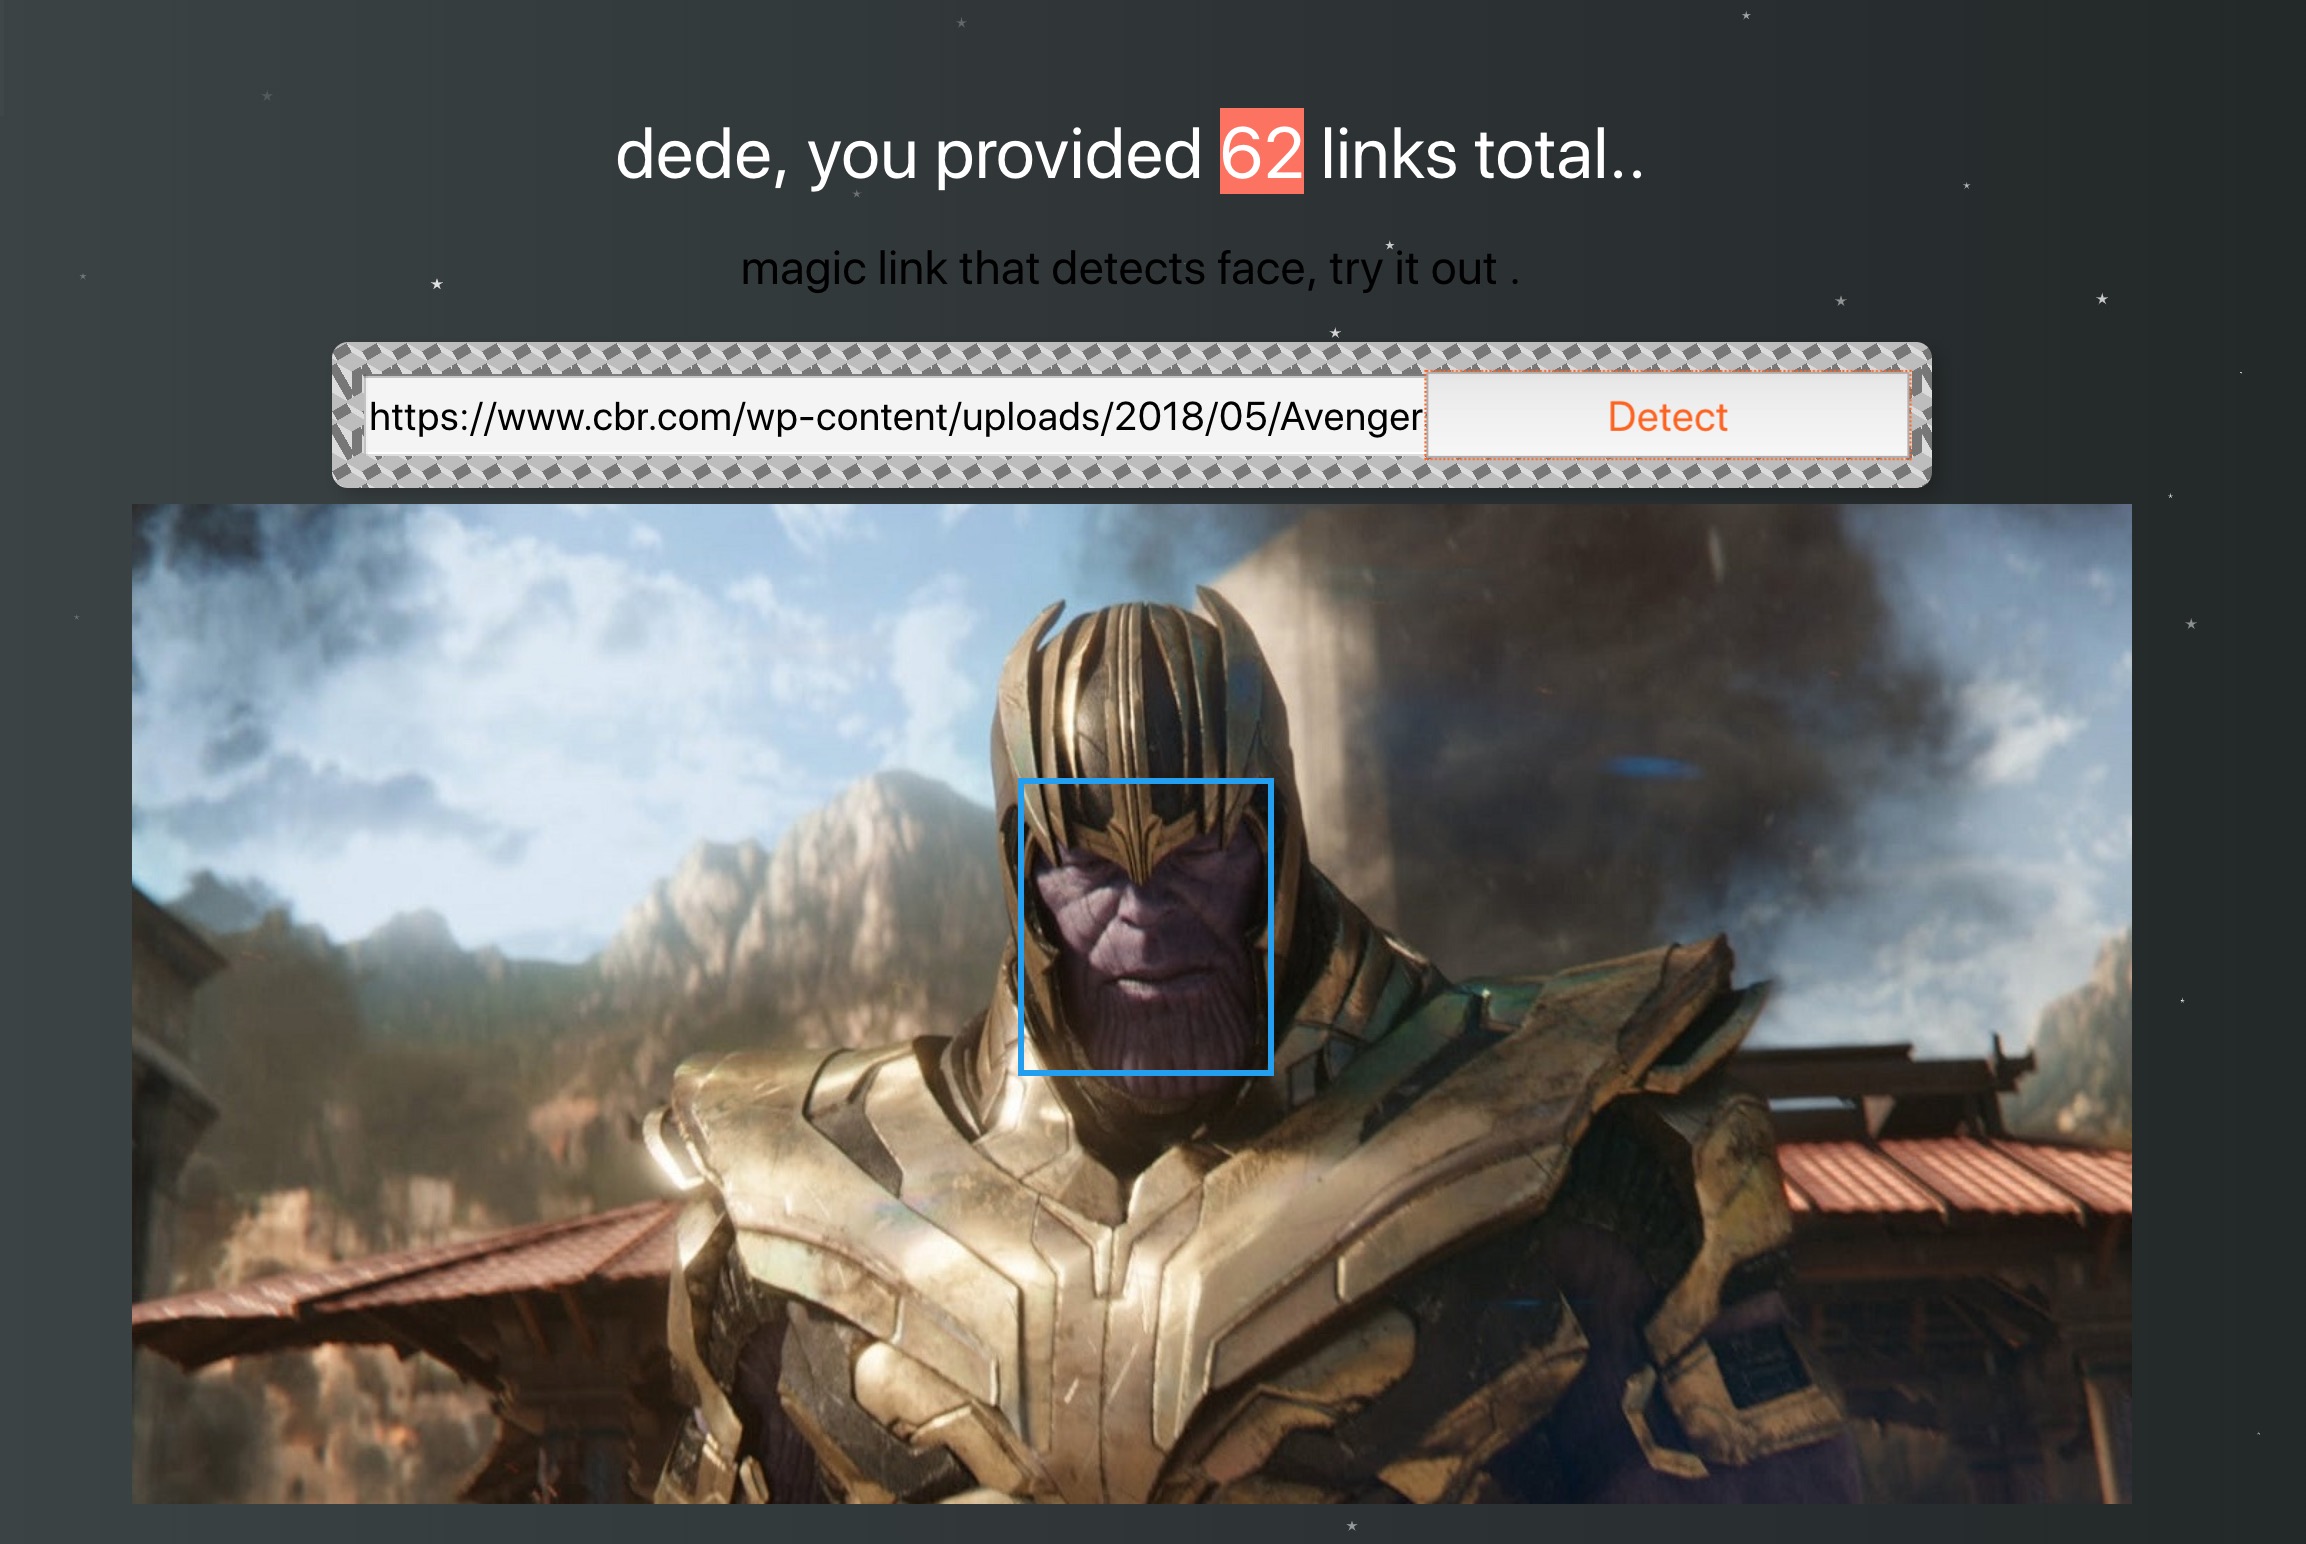 dede, you provided 62 links total..
magic link that detects face, try it out .
https://www.cbr.com/wp-content/uploads/2018/05/Avenger
Detect